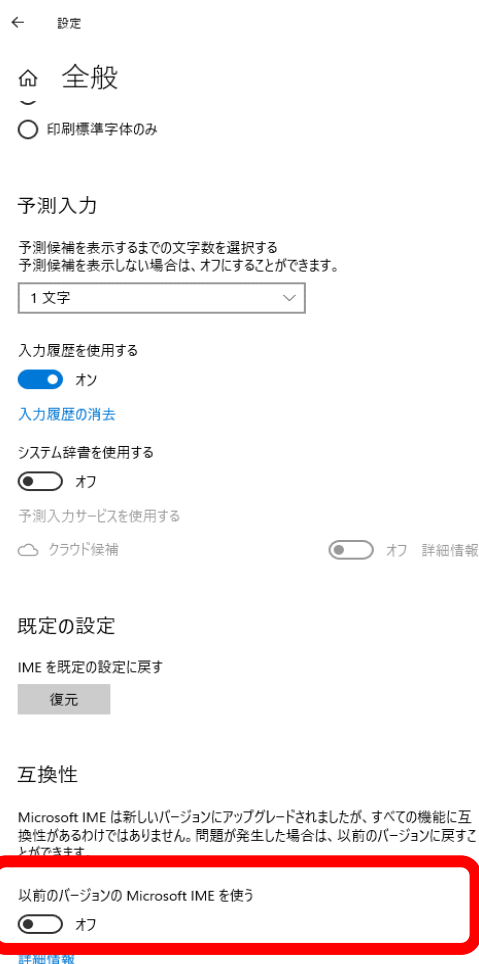 設定
全般
印刷標準字体のみ
予測入力
予測候補を表示するまでの文字数を選択する
予測候補を表示しない場合は、オフにすることができます。
1 文字
入力履歴を使用する
オン
入力履歴の消去
システム辞書を使用する
オフ
予測入力サービスを使用する
クラウド候補 オフ 詳細情報
既定の設定
IME を既定の設定に戻す
復元
互換性
Microsoft IME は新しいバージョンにアップグレードされましたが、すべての機能に互
換性があるわけではありません。問題が発生した場合は、以前のバージョンに戻すこ
とができます。
以前のバージョンの Microsoft IME を使う
オフ
詳細情報